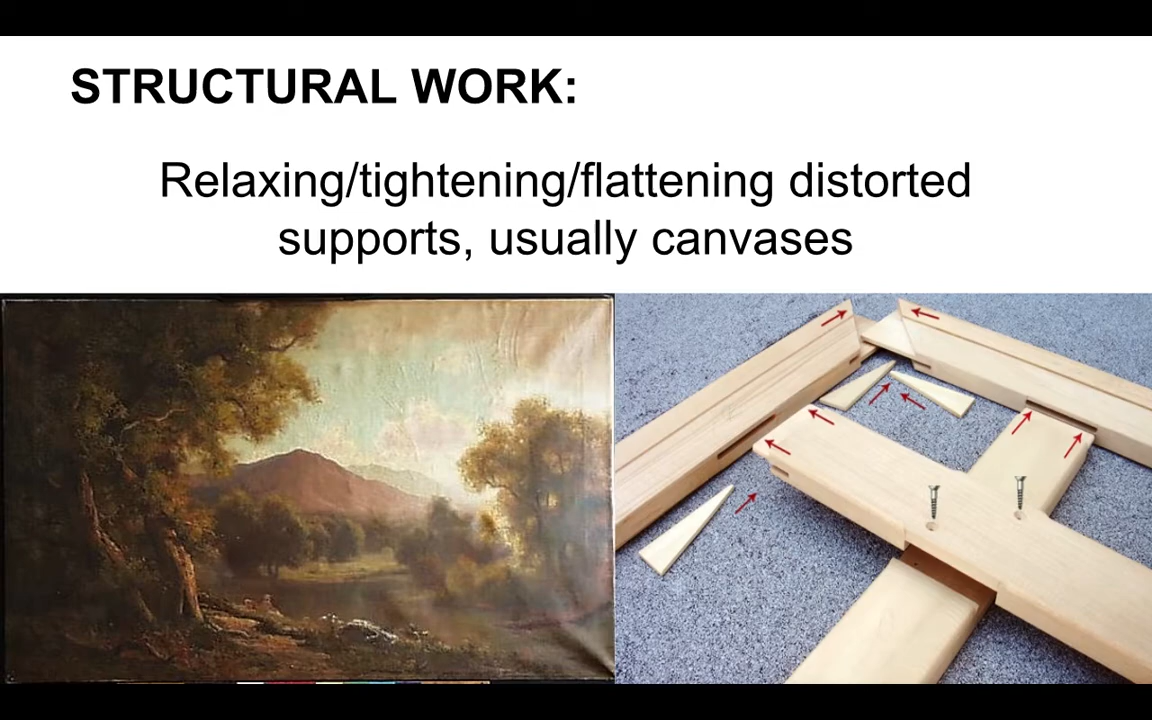 STRUCTURAL WORK:
Relaxing/tightening/flattening distorted
supports, usually canvases